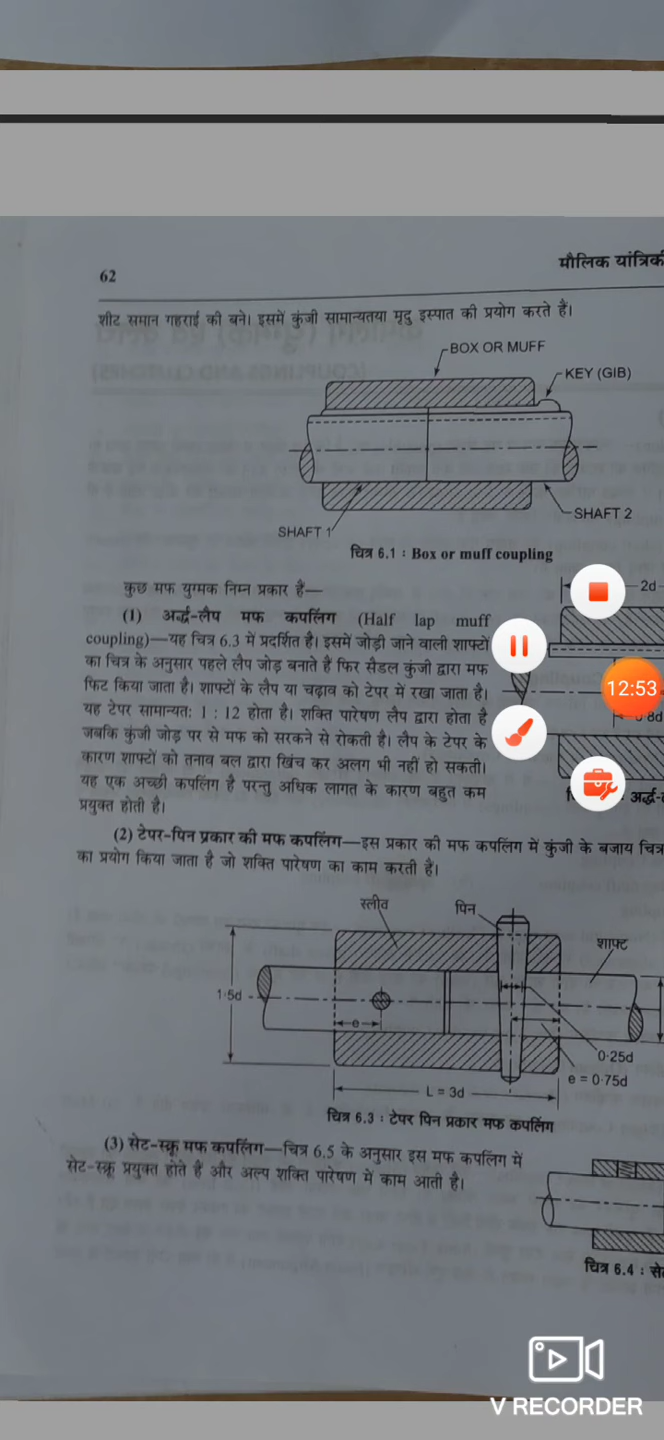 62
मौलिक यांत्रिकी
शीट समान गहराई की बने। इसमें कुंजी सामान्यतया मृदु इस्पात की प्रयोग करते हैं।
BOX OR MUFF
KEY (GIB)
SHAFT 1
SHAFT 2
चित्र 6.1 : Box or muff coupling
कुछ मफ युग्मक निम्न प्रकार हैं—
(1) अर्द्ध-लैप मफ कपलिंग (Half lap muff
coupling)—यह चित्र 6.3 में प्रदर्शित है। इसमें जोड़ी जाने वाली शाफ्टों
का चित्र के अनुसार पहले लैप जोड़ बनाते हैं फिर सैडल कुंजी द्वारा मफ
फिट किया जाता है। शाफ्टों के लैप या चढ़ाव को टेपर में रखा जाता है।
यह टेपर सामान्यत: 1 : 12 होता है। शक्ति पारेषण लैप द्वारा होता है
जबकि कुंजी जोड़ पर से मफ को सरकने से रोकती है। लैप के टेपर के
कारण शाफ्टों को तनाव बल द्वारा खिंच कर अलग भी नहीं हो सकती।
यह एक अच्छी कपलिंग है परन्तु अधिक लागत के कारण बहुत कम
प्रयुक्त होती है।
2d
12:53
0·8d
अर्द्ध-
(2) टेपर-पिन प्रकार की मफ कपलिंग—इस प्रकार की मफ कपलिंग में कुंजी के बजाय चित्र
का प्रयोग किया जाता है जो शक्ति पारेषण का काम करती हैं।
स्लीव
पिन
शाफ्ट
1·5d
e
0·25d
e = 0·75d
L = 3d
चित्र 6.3 : टेपर पिन प्रकार मफ कपलिंग
(3) सेट-स्क्रू मफ कपलिंग—चित्र 6.5 के अनुसार इस मफ कपलिंग में
सेट-स्क्रू प्रयुक्त होते हैं और अल्प शक्ति पारेषण में काम आती है।
चित्र 6.4 : से
V RECORDER